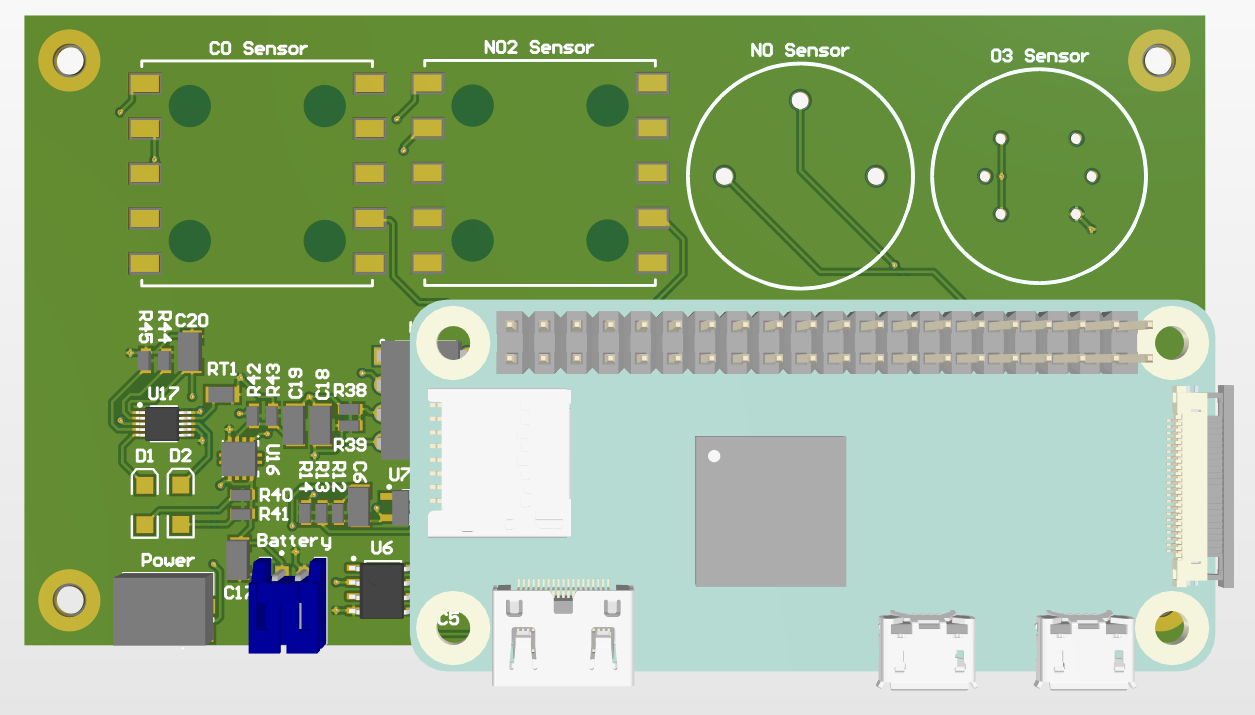 CO Sensor
NO2 Sensor
NO Sensor
O3 Sensor
R45
R44
C20
RT1
R42
R43
C19
C18
R38
U17
R39
D1
D2
U16
R14
R13
R12
C6
U7
R40
R41
Battery
U6
Power
C17
C5